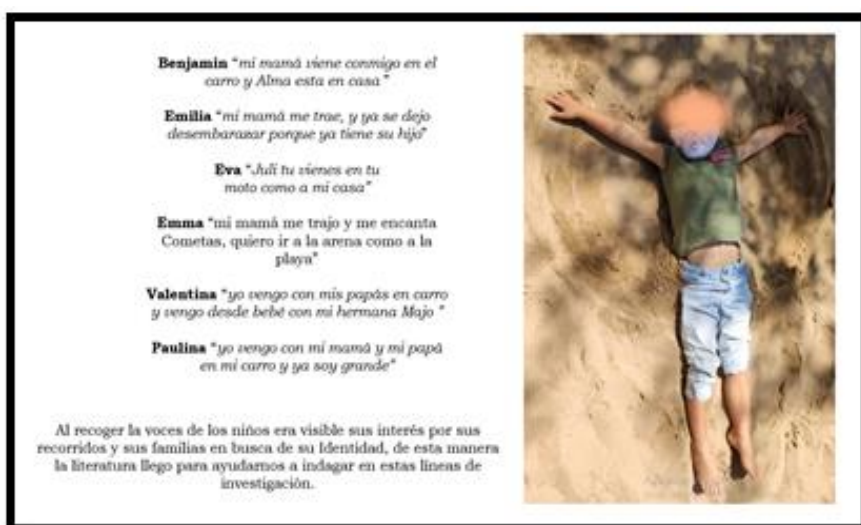 Benjamin “mi mamá viene conmigo en el
carro y Alma esta en casa”
Emilia “mi mamá me trae, y ya se dejo
desembarazar porque ya tiene su hijo”
Eva “Juli tu vienes en tu
moto como a mi casa”
Emma “mi mamá me trajo y me encanta
Cometas, quiero ir a la arena como a la
playa”
Valentina “yo vengo con mis papás en carro
y vengo desde bebé con mi hermana Majo ”
Paulina “yo vengo con mi mamá y mi papá
en mi carro y ya soy grande”
Al recoger la voces de los niños era visible sus interés por sus
recorridos y sus familias en busca de su Identidad, de esta manera
la literatura llego para ayudarnos a indagar en estas líneas de
investigación.